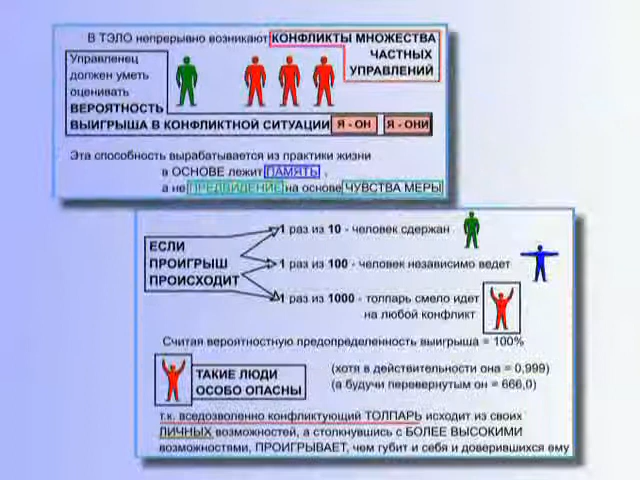 В ТЭЛО непрерывно возникают КОНФЛИКТЫ МНОЖЕСТВА
ЧАСТНЫХ
УПРАВЛЕНИЙ
Управленец
должен уметь
оценивать
ВЕРОЯТНОСТЬ
ВЫИГРЫША В КОНФЛИКТНОЙ СИТУАЦИИ Я - ОН Я - ОНИ
Эта способность вырабатывается из практики жизни
в ОСНОВЕ лежит ПАМЯТЬ ,
а не ПРЕДВИДЕНИЕ на основе ЧУВСТВА МЕРЫ
ЕСЛИ
ПРОИГРЫШ
ПРОИСХОДИТ
1 раз из 10 - человек сдержан
1 раз из 100 - человек независимо ведет
1 раз из 1000 - толпарь смело идет
на любой конфликт
Считая вероятностную предопределенность выигрыша = 100%
(хотя в действительности она = 0,999)
(а будучи перевернутым он = 666,0)
ТАКИЕ ЛЮДИ
ОСОБО ОПАСНЫ
т.к. вседозволенно конфликтующий ТОЛПАРЬ исходит из своих
ЛИЧНЫХ возможностей, а столкнувшись с БОЛЕЕ ВЫСОКИМИ
возможностями, ПРОИГРЫВАЕТ, чем губит и себя и доверившихся ему